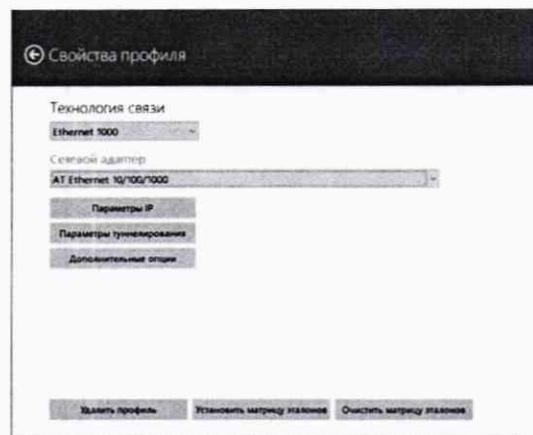 Свойства профиля
Технология связи
Ethernet 1000
Сетевой адаптер
AT Ethernet 10/100/1000
Параметры IP
Параметры туннелирования
Дополнительные опции
Удалить профиль Установить матрицу эталонов Очистить матрицу эталонов